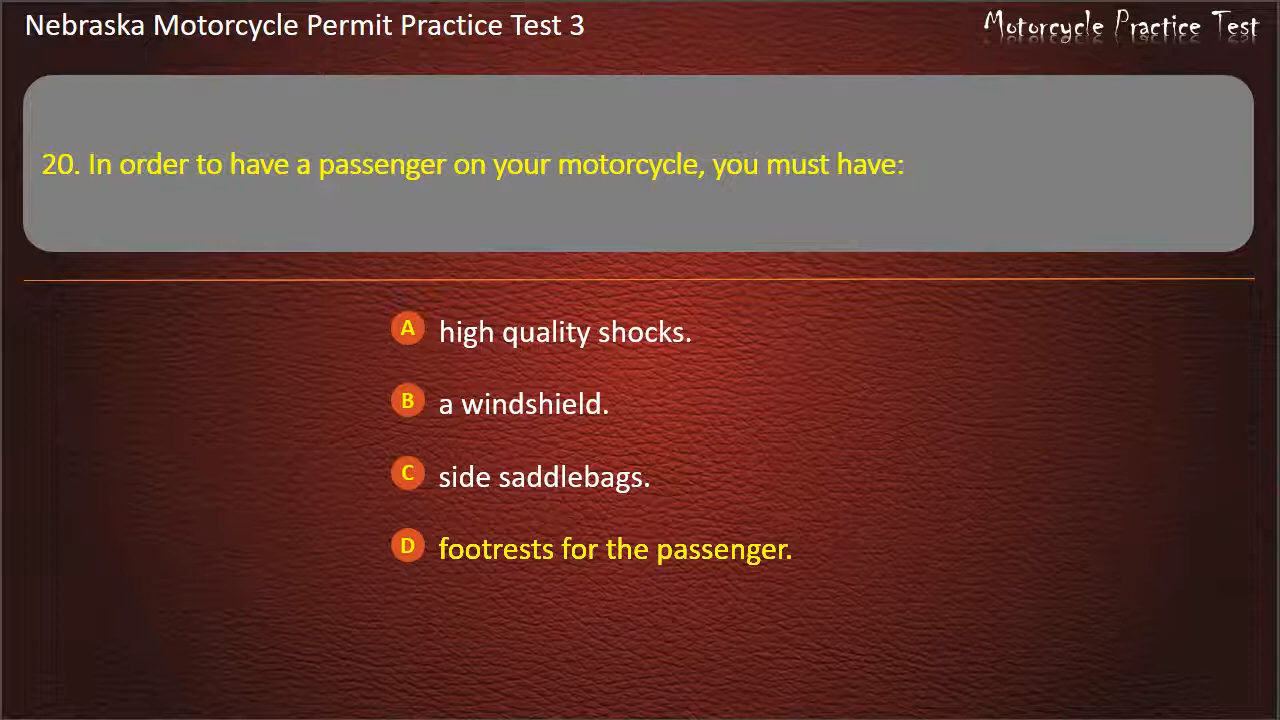 Nebraska Motorcycle Permit Practice Test 3
Motorcycle Practice Test
20. In order to have a passenger on your motorcycle, you must have:
A high quality shocks.
B a windshield.
C side saddlebags.
D footrests for the passenger.